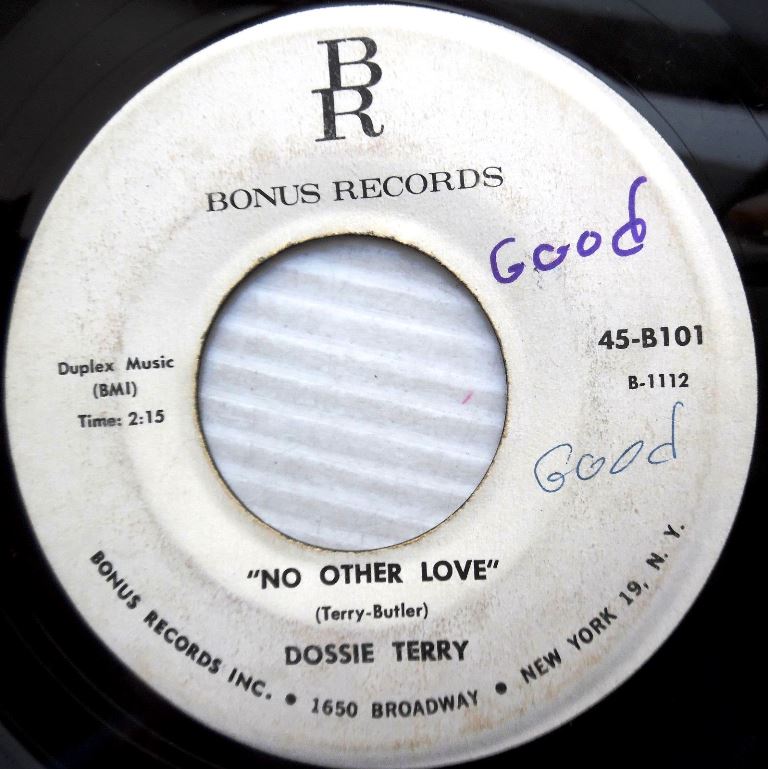 BR
BONUS RECORDS
Good
45-B101
B-1112
Duplex Music
(BMI)
Time: 2:15
Good
"NO OTHER LOVE"
(Terry-Butler)
DOSSIE TERRY
BONUS RECORDS INC. • 1650 BROADWAY • NEW YORK 19, N. Y.